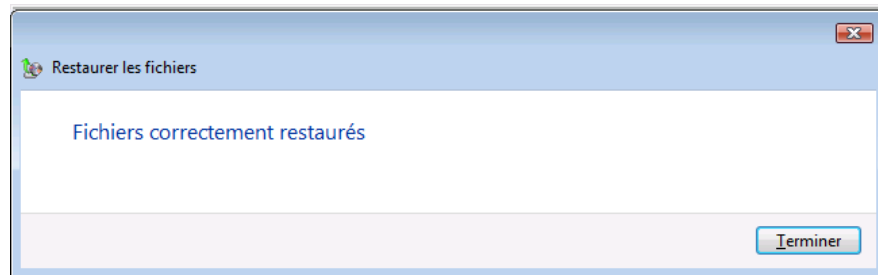 Restaurer les fichiers
Fichiers correctement restaurés
Terminer